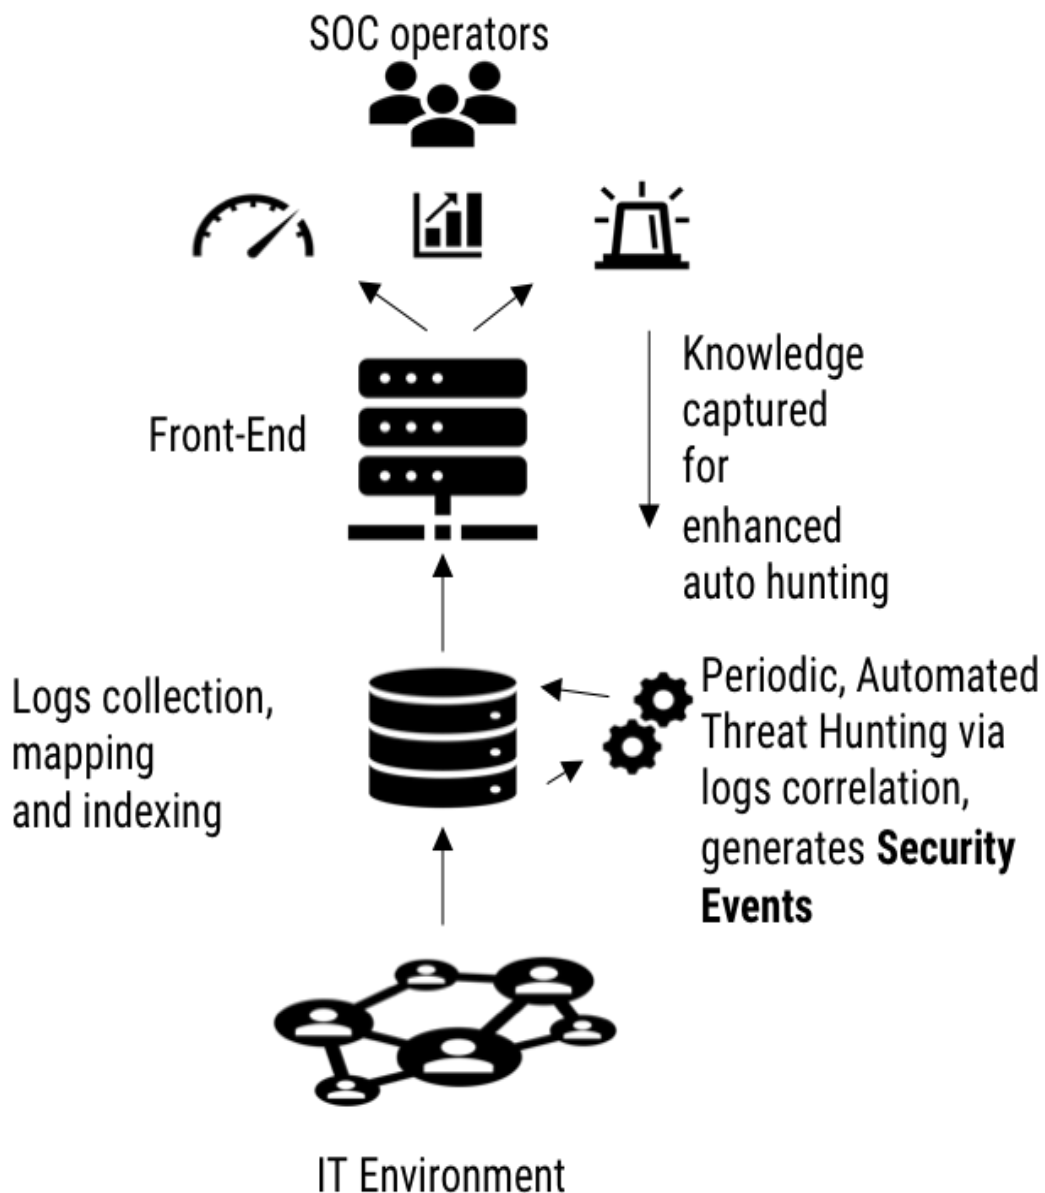 SOC operators
Front-End
Knowledge
captured
for
enhanced
auto hunting
Logs collection,
mapping
and indexing
Periodic, Automated
Threat Hunting via
logs correlation,
generates Security
Events
IT Environment